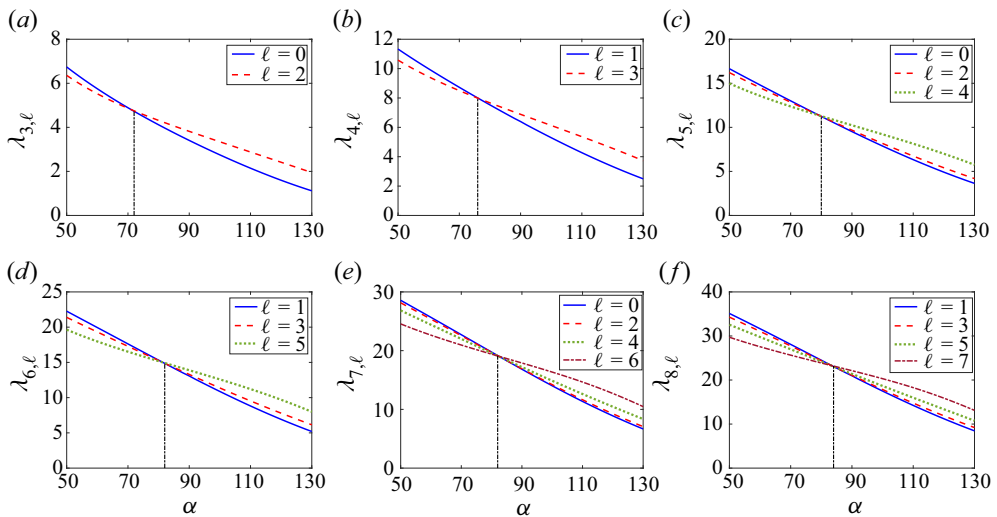 (a) (b) (c)
8 12 20
ℓ = 0 ℓ = 1 ℓ = 0
ℓ = 2 ℓ = 3 ℓ = 2
ℓ = 4
10
6 15
8
λ3,ℓ 4 λ4,ℓ 6 λ5,ℓ 10
4
2 5
2
0 0 0
50 70 90 110 130 50 70 90 110 130 50 70 90 110 130
(d) (e) (f)
25 30 40
ℓ = 1 ℓ = 0 ℓ = 1
ℓ = 3 ℓ = 2 ℓ = 3
ℓ = 5 ℓ = 4 ℓ = 5
ℓ = 6 ℓ = 7
20 30
20
15
λ6,ℓ λ7,ℓ λ8,ℓ 20
10
10
5 10
0 0 0
50 70 90 110 130 50 70 90 110 130 50 70 90 110 130
α α α